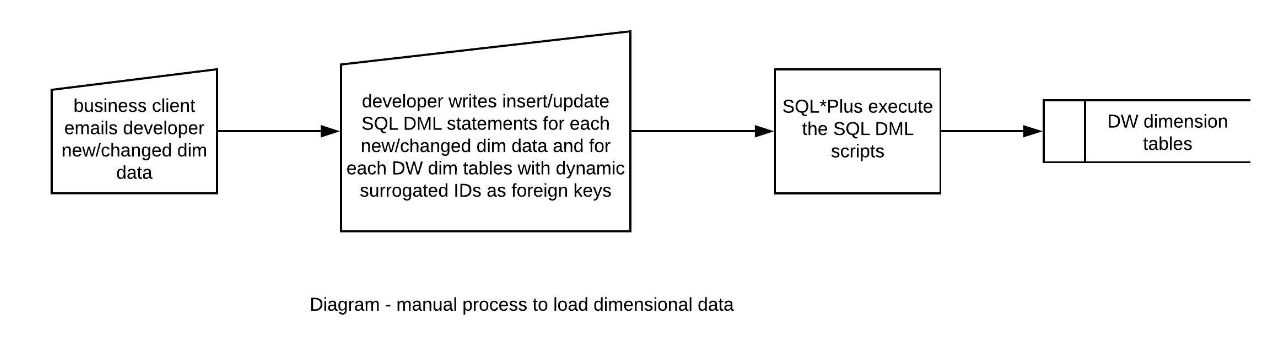 business client
emails developer
new/changed dim
data
developer writes insert/update
SQL DML statements for each
new/changed dim data and for
each DW dim tables with dynamic
surrogated IDs as foreign keys
SQL*Plus execute
the SQL DML
scripts
DW dimension
tables
Diagram - manual process to load dimensional data